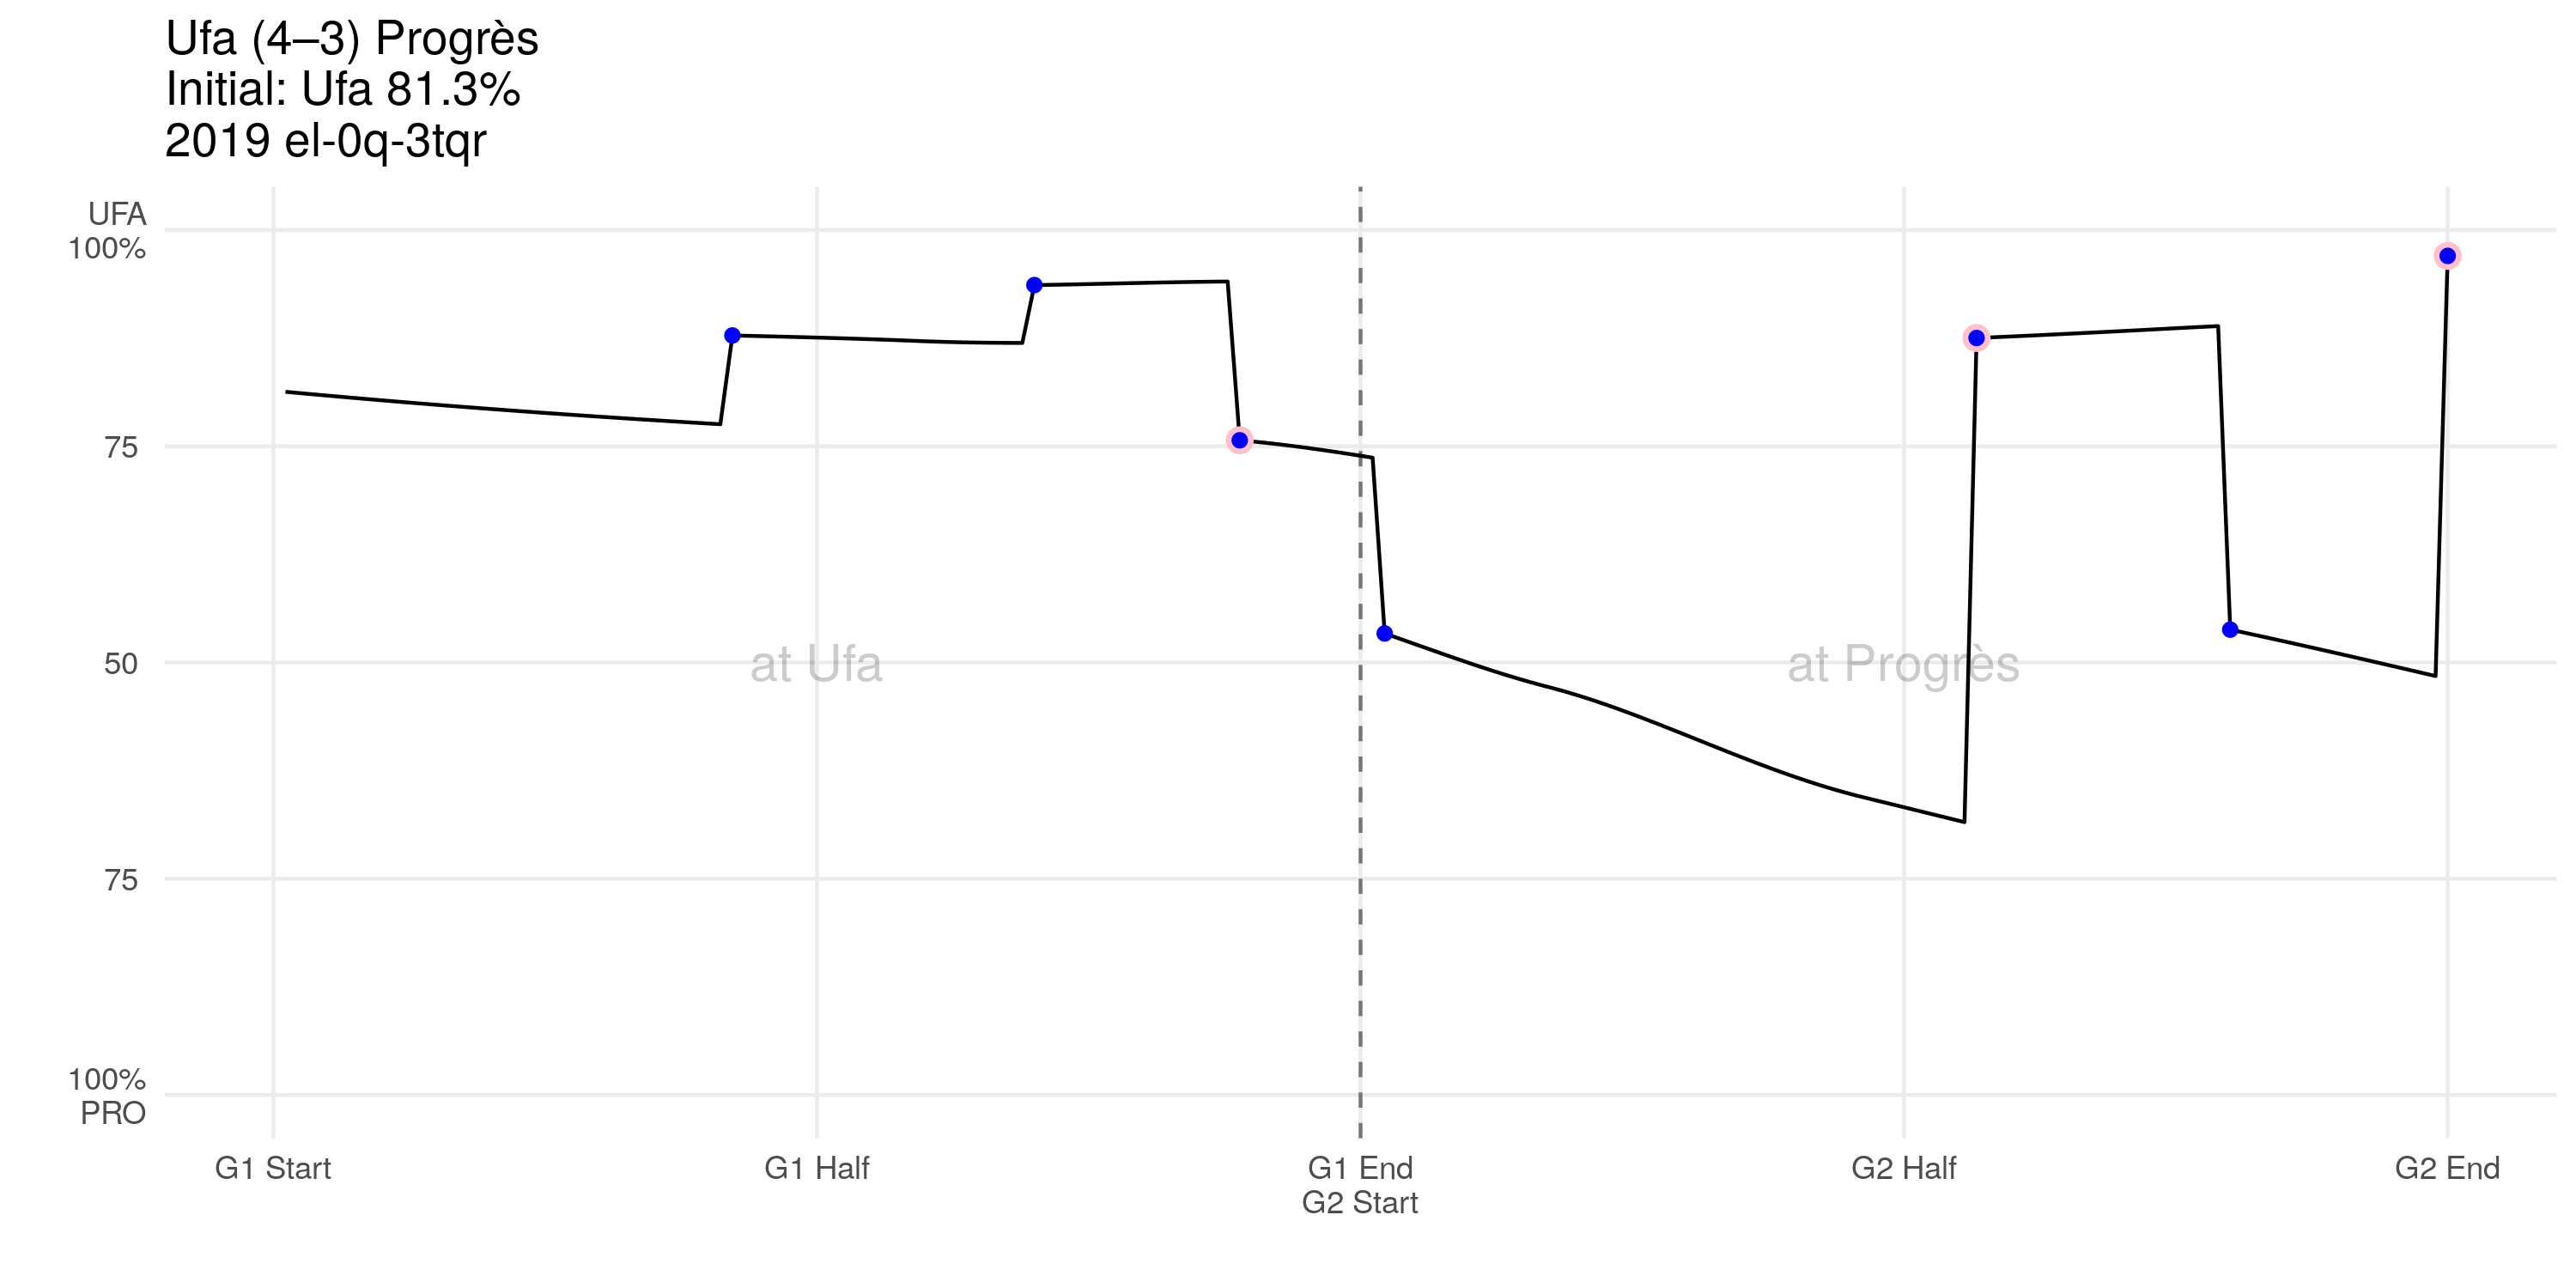 Ufa (4–3) Progrès
Initial: Ufa 81.3%
2019 el-0q-3tqr
UFA
100%
75
50
75
100%
PRO
at Ufa
at Progrès
G1 Start
G1 Half
G1 End
G2 Start
G2 Half
G2 End